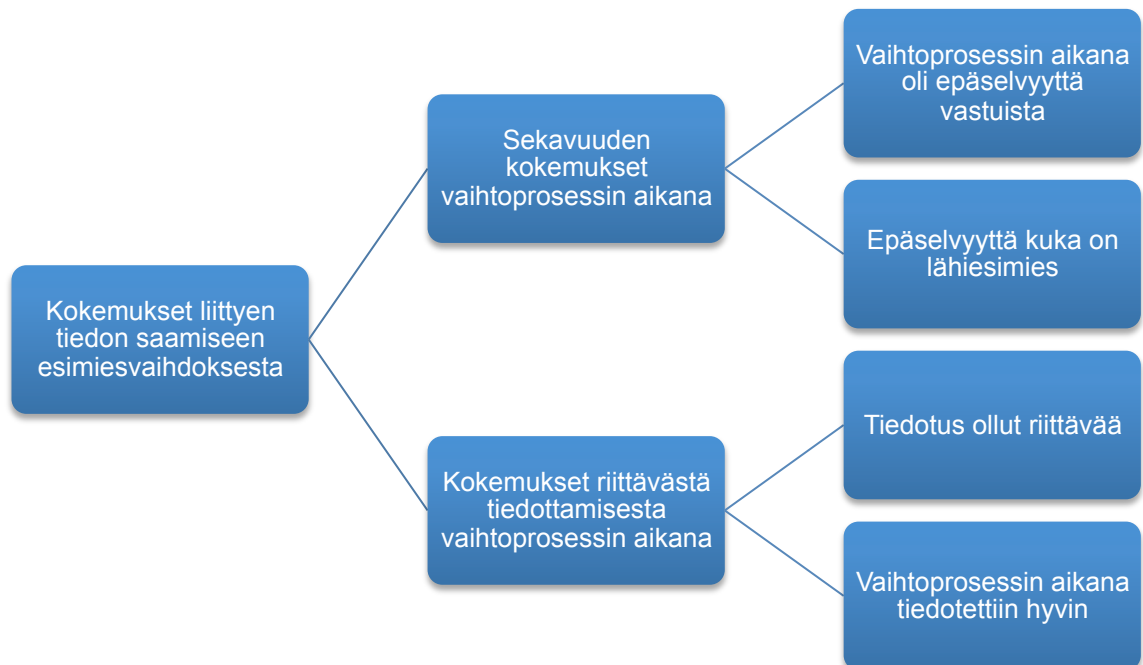 Kokemukset liittyen
tiedon saamiseen
esimiesvaihdoksesta
Sekavuuden
kokemukset
vaihtoprosessin aikana
Vaihtoprosessin aikana
oli epäselvyyttä
vastuista
Epäselvyyttä kuka on
lähiesimies
Kokemukset riittävästä
tiedottamisesta
vaihtoprosessin aikana
Tiedotus ollut riittävää
Vaihtoprosessin aikana
tiedotettiin hyvin